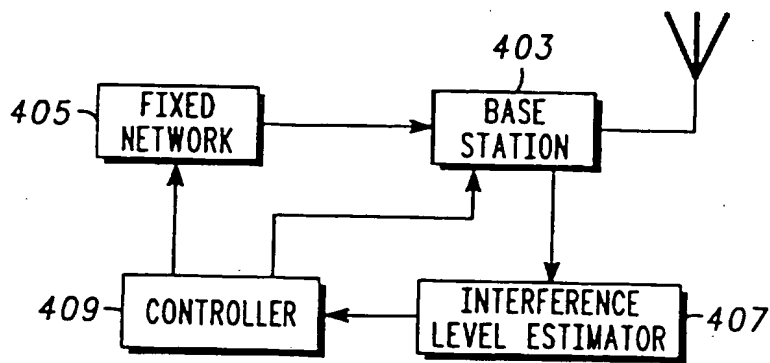 403
405
FIXED
NETWORK
BASE
STATION
409
CONTROLLER
INTERFERENCE
LEVEL ESTIMATOR
407